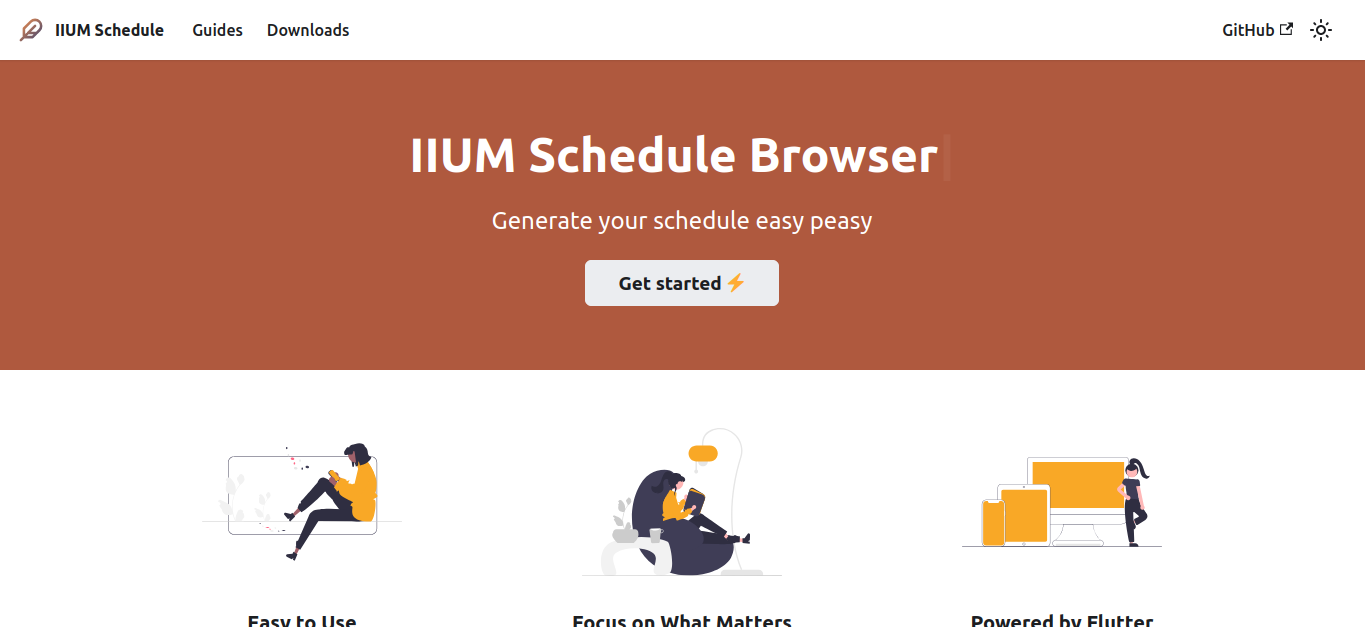 IIUM Schedule Guides Downloads GitHub
IIUM Schedule Browser
Generate your schedule easy peasy
Get started ⚡
Easy to Use Focus on What Matters Powered by Flutter